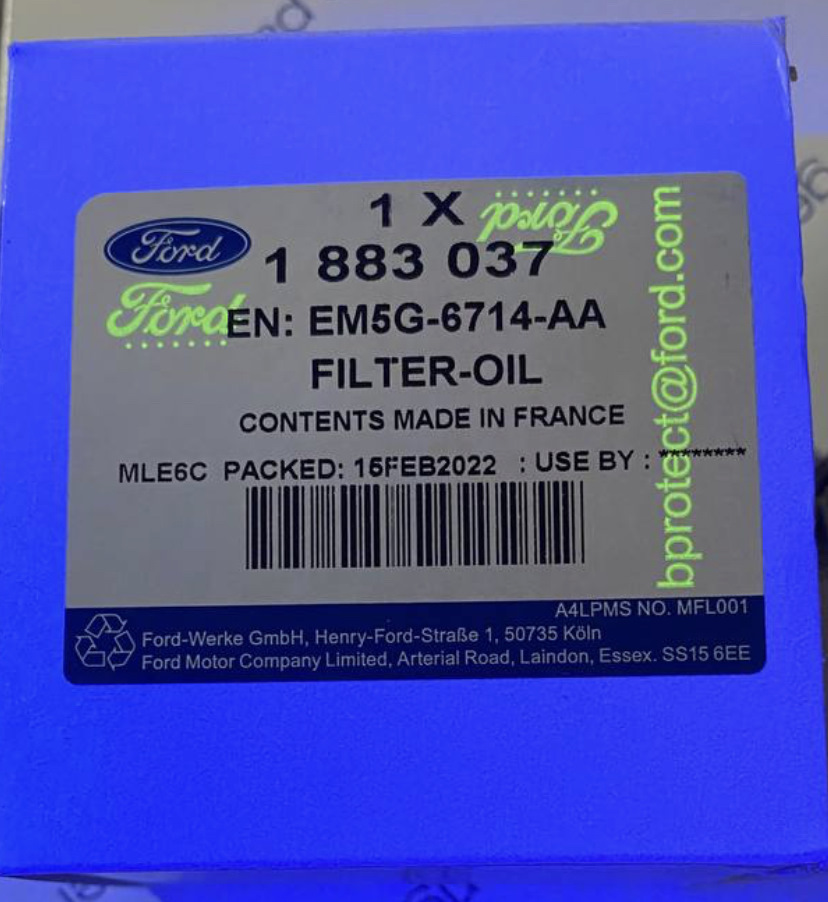 1 X
Ford
Ford
1 883 037
Ford
EN: EM5G-6714-AA
FILTER-OIL
CONTENTS MADE IN FRANCE
MLE6C PACKED: 15FEB2022 : USE BY : ********
bprotect@ford.com
A4LPMS NO. MFL001
Ford-Werke GmbH, Henry-Ford-Straße 1, 50735 Köln
Ford Motor Company Limited, Arterial Road, Laindon, Essex. SS15 6EE